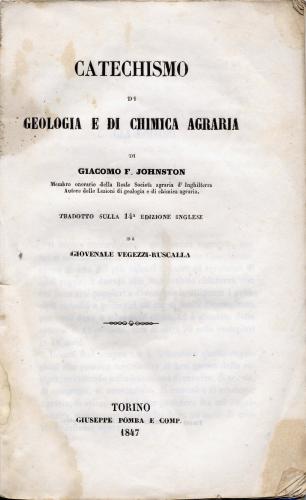 CATECHISMO
DI
GEOLOGIA E DI CHIMICA AGRARIA
DI
GIACOMO F. JOHNSTON
Membro onorario della Reale Società agraria d'Inghilterra
Autore delle Lezioni di geologia e di chimica agraria.
TRADOTTO SULLA 14ª EDIZIONE INGLESE
DA
GIOVENALE VEGEZZI-RUSCALLA
TORINO
GIUSEPPE POMBA E COMP.
1847